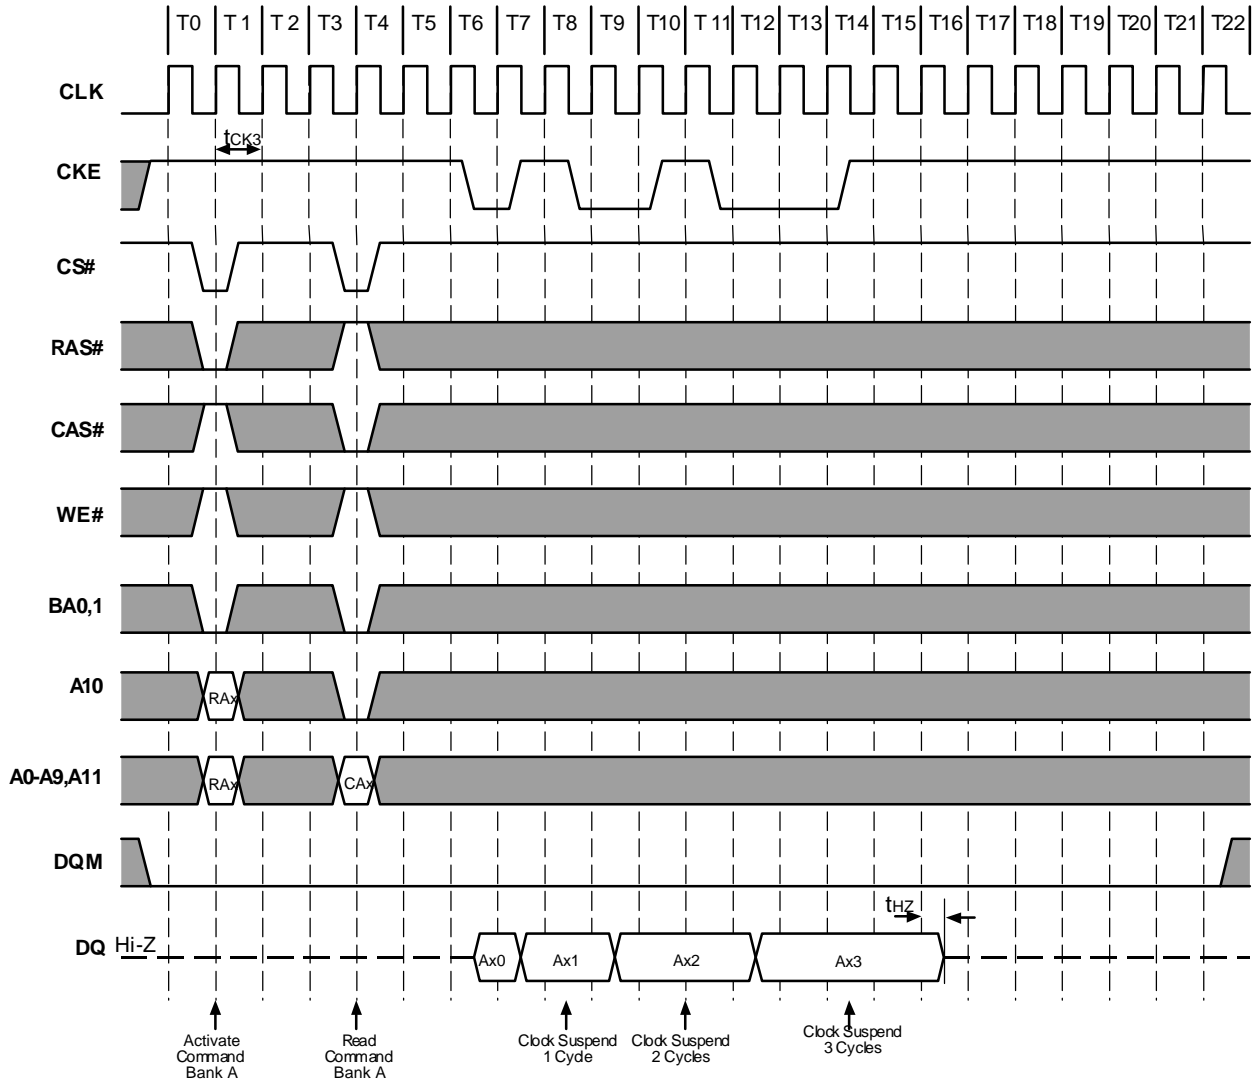 T0 T 1 T 2 T3 T4 T5 T6 T7 T8 T9 T10 T 11 T12 T13 T14 T15 T16 T17 T18 T19 T20 T21 T22
CLK
tCK3
CKE
CS#
RAS#
CAS#
WE#
BA0,1
A10
RAx
A0-A9,A11
RAx CAx
DQM
tHZ
DQ Hi-Z
Ax0 Ax1 Ax2 Ax3
Activate
Command
Bank A
Read
Command
Bank A
Clock Suspend
1 Cycle
Clock Suspend
2 Cycles
Clock Suspend
3 Cycles